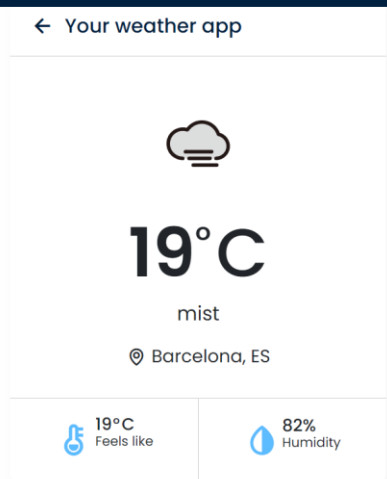 Your weather app
19°C
mist
Barcelona, ES
19°C
Feels like
82%
Humidity